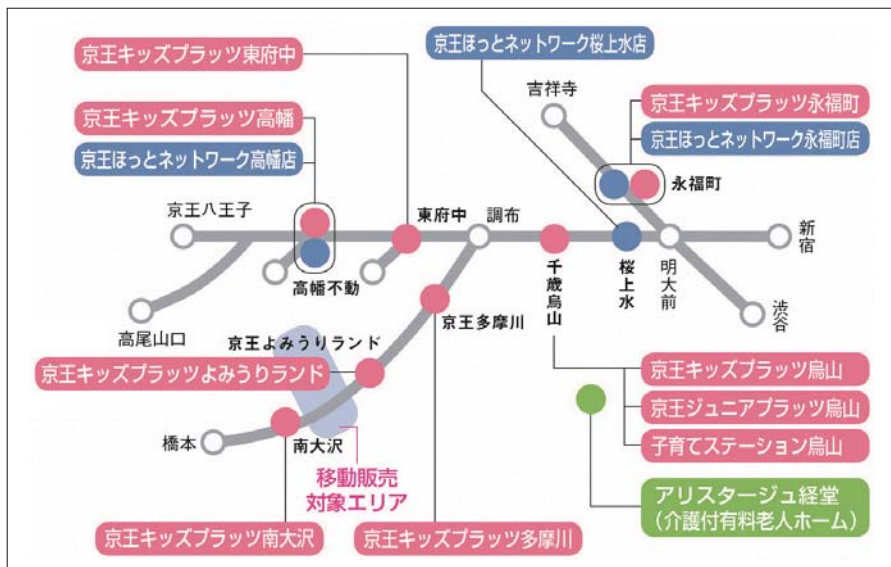 京王ほっとネットワーク桜上水店
京王キッズプラッツ東府中
吉祥寺
京王キッズプラッツ永福町
京王キッズプラッツ高幡
京王ほっとネットワーク永福町店
京王ほっとネットワーク高幡店
永福町
京王八王子
東府中
調布
新宿
高幡不動
千歳烏山
桜上水
明大前
高尾山口
京王多摩川
渋谷
京王よみうりランド
京王キッズプラッツよみうりランド
京王キッズプラッツ烏山
京王ジュニアプラッツ烏山
橋本
南大沢
子育てステーション烏山
移動販売
対象エリア
アリスタージュ経堂
（介護付有料老人ホーム）
京王キッズプラッツ南大沢
京王キッズプラッツ多摩川